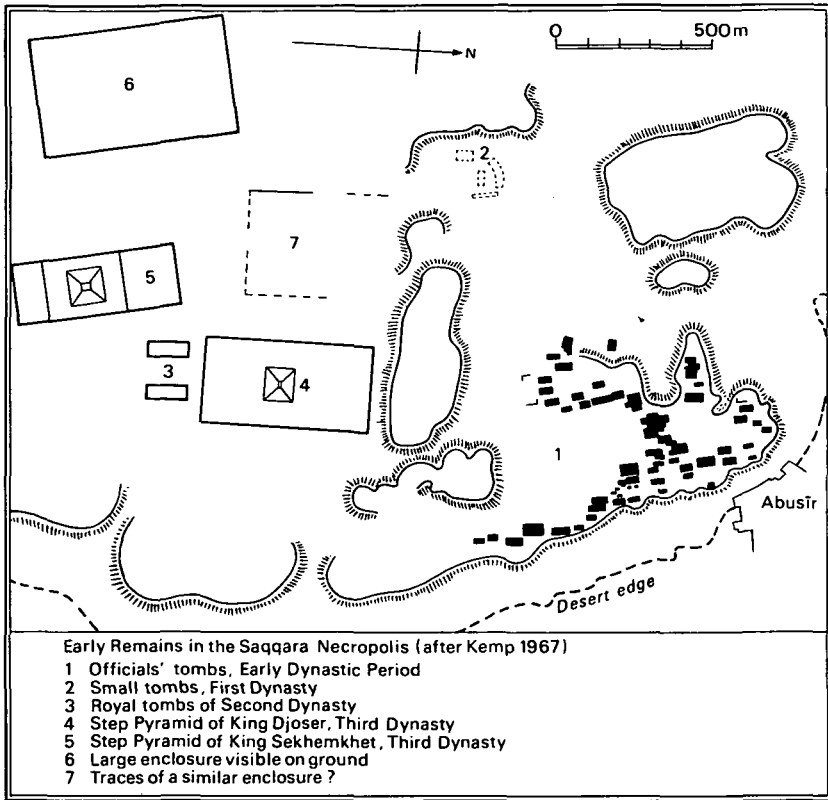 0 500m
N
6
2
7
5
3
4
1
Abusîr
Desert edge
Early Remains in the Saqqara Necropolis (after Kemp 1967)
1 Officials' tombs, Early Dynastic Period
2 Small tombs, First Dynasty
3 Royal tombs of Second Dynasty
4 Step Pyramid of King Djoser, Third Dynasty
5 Step Pyramid of King Sekhemkhet, Third Dynasty
6 Large enclosure visible on ground
7 Traces of a similar enclosure ?